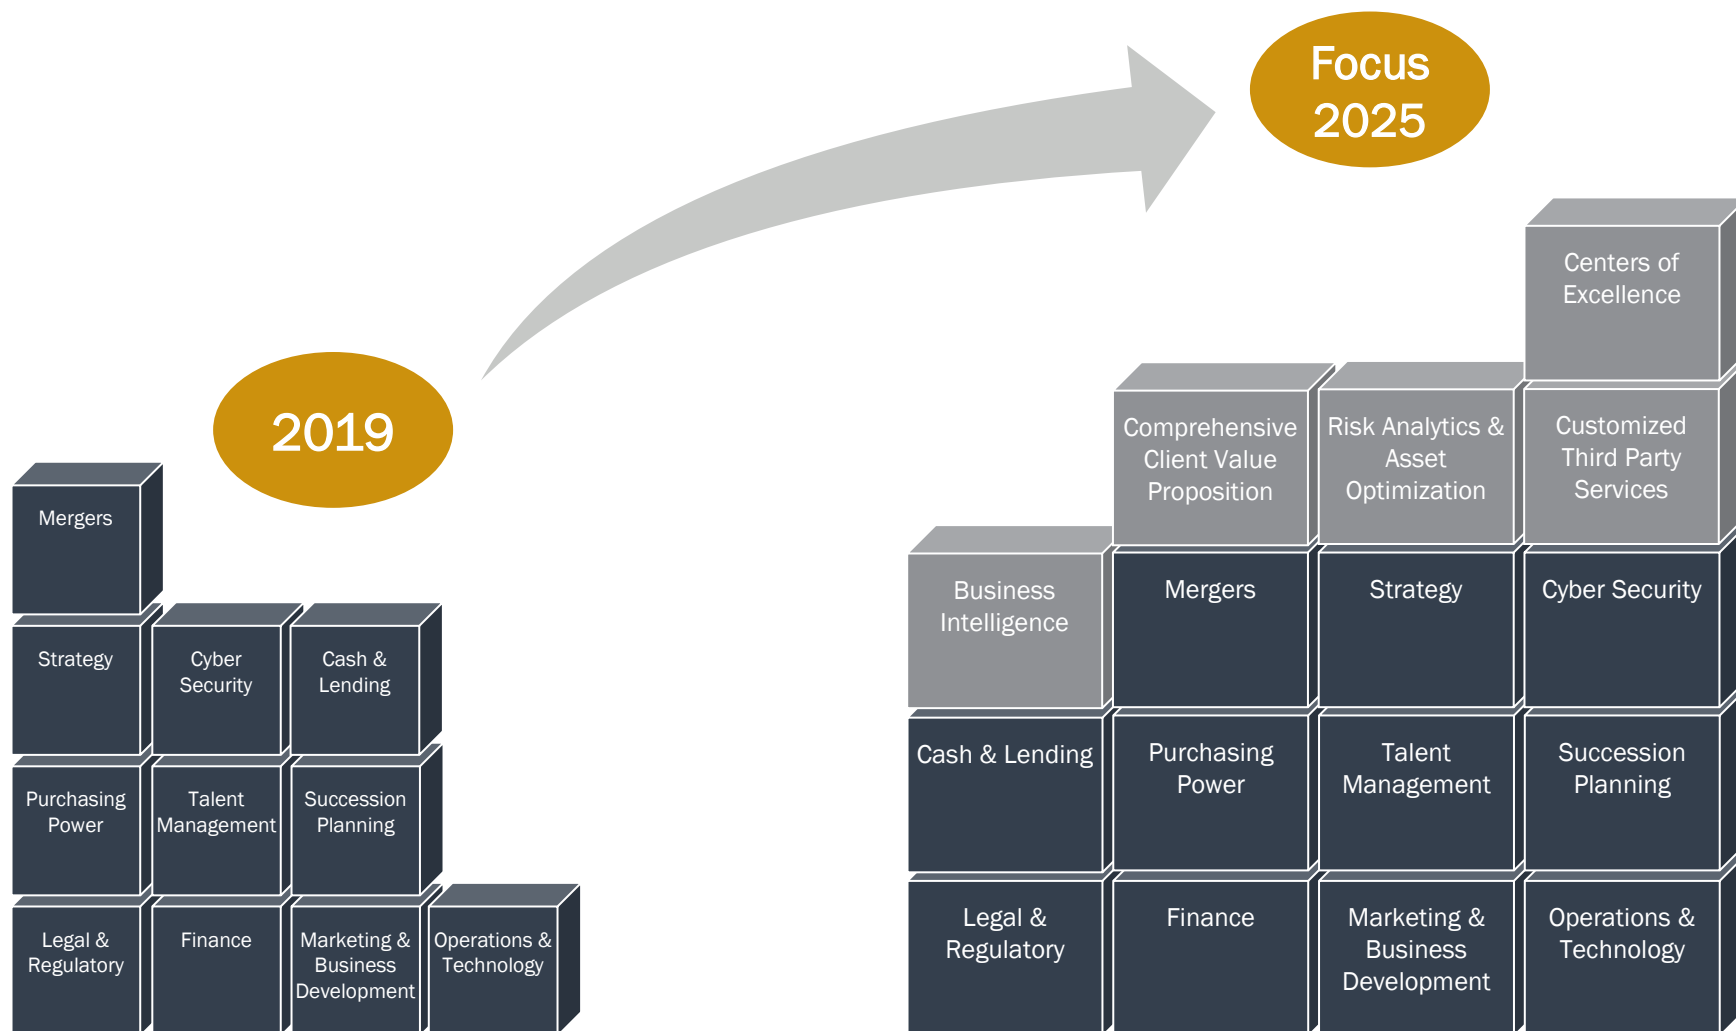 Focus
2025
2019
Mergers
Strategy
Cyber
Security
Cash &
Lending
Purchasing
Power
Talent
Management
Succession
Planning
Legal &
Regulatory
Finance
Marketing &
Business
Development
Operations &
Technology
Centers of
Excellence
Comprehensive
Client Value
Proposition
Risk Analytics &
Asset
Optimization
Customized
Third Party
Services
Business
Intelligence
Mergers
Strategy
Cyber Security
Cash & Lending
Purchasing
Power
Talent
Management
Succession
Planning
Legal &
Regulatory
Finance
Marketing &
Business
Development
Operations &
Technology